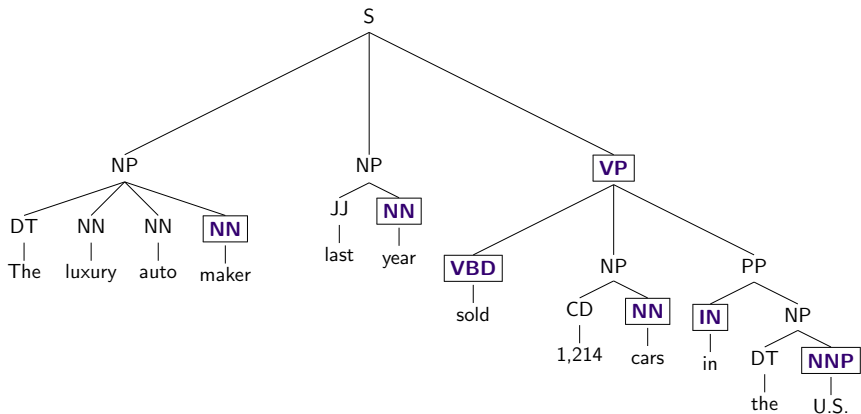 S
NP NP VP
DT NN NN NN JJ NN
The luxury auto maker last year
VBD NP PP
sold CD NN IN NP
1,214 cars in DT NNP
the U.S.